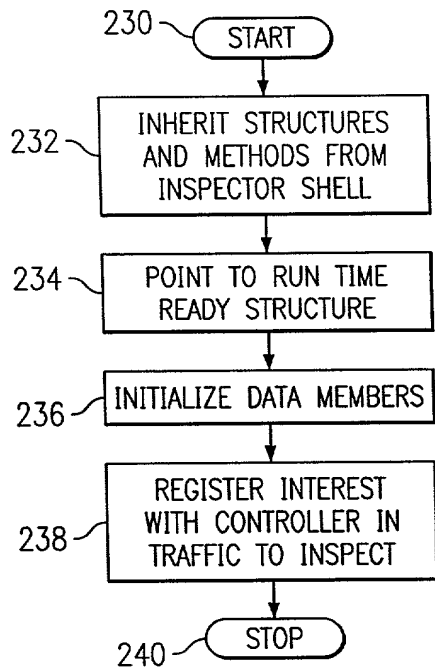 230
START
232
INHERIT STRUCTURES
AND METHODS FROM
INSPECTOR SHELL
234
POINT TO RUN TIME
READY STRUCTURE
236
INITIALIZE DATA MEMBERS
238
REGISTER INTEREST
WITH CONTROLLER IN
TRAFFIC TO INSPECT
240
STOP